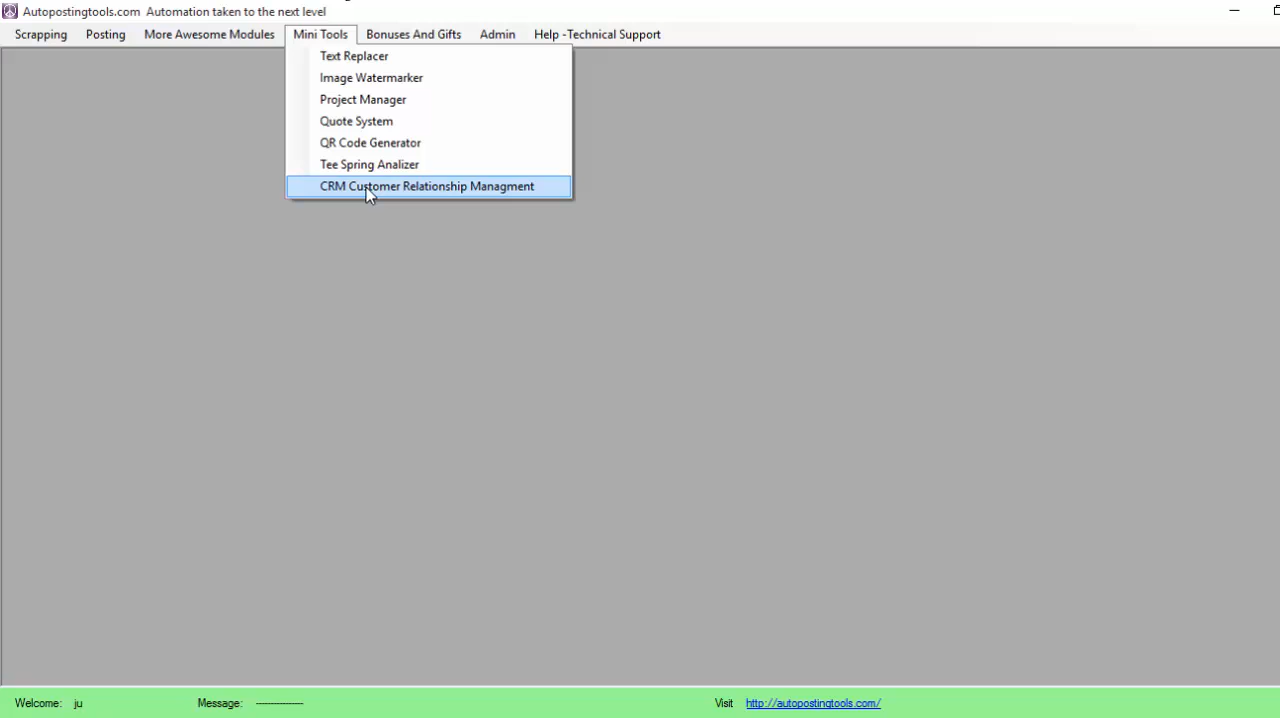 Autopostingtools.com Automation taken to the next level
Scrapping Posting More Awesome Modules Mini Tools Bonuses And Gifts Admin Help -Technical Support
Text Replacer
Image Watermarker
Project Manager
Quote System
QR Code Generator
Tee Spring Analizer
CRM Customer Relationship Managment
Welcome: ju Message: --------------- Visit http://autopostingtools.com/